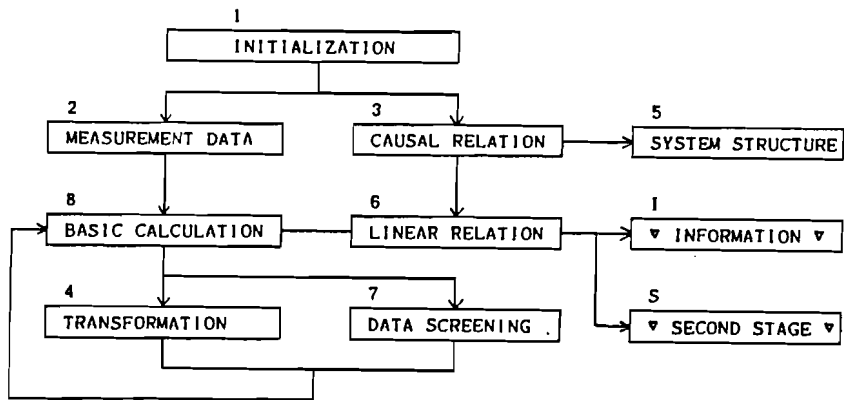 1
INITIALIZATION
2
MEASUREMENT DATA
3
CAUSAL RELATION
5
SYSTEM STRUCTURE
8
BASIC CALCULATION
6
LINEAR RELATION
I
▼ INFORMATION ▼
4
TRANSFORMATION
7
DATA SCREENING .
S
▼ SECOND STAGE ▼